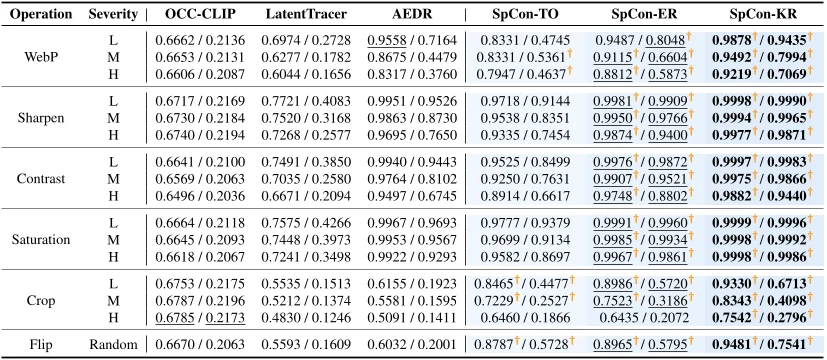 Operation Severity OCC-CLIP LatentTracer AEDR SpCon-TO SpCon-ER SpCon-KR
L 0.6662 / 0.2136 0.6974 / 0.2728 0.9558 / 0.7164 0.8331 / 0.4745 0.9487 / 0.8048† 0.9878† / 0.9435†
WebP M 0.6653 / 0.2131 0.6277 / 0.1782 0.8675 / 0.4479 0.8331 / 0.5361† 0.9115† / 0.6604† 0.9492† / 0.7994†
H 0.6606 / 0.2087 0.6044 / 0.1656 0.8317 / 0.3760 0.7947 / 0.4637† 0.8812† / 0.5873† 0.9219† / 0.7069†
L 0.6717 / 0.2169 0.7721 / 0.4083 0.9951 / 0.9526 0.9718 / 0.9144 0.9981† / 0.9909† 0.9998† / 0.9990†
Sharpen M 0.6730 / 0.2184 0.7520 / 0.3168 0.9863 / 0.8730 0.9538 / 0.8351 0.9950† / 0.9766† 0.9994† / 0.9965†
H 0.6740 / 0.2194 0.7268 / 0.2577 0.9695 / 0.7650 0.9335 / 0.7454 0.9874† / 0.9400† 0.9977† / 0.9871†
L 0.6641 / 0.2100 0.7491 / 0.3850 0.9940 / 0.9443 0.9525 / 0.8499 0.9976† / 0.9872† 0.9997† / 0.9983†
Contrast M 0.6569 / 0.2063 0.7035 / 0.2580 0.9764 / 0.8102 0.9250 / 0.7631 0.9907† / 0.9521† 0.9975† / 0.9866†
H 0.6496 / 0.2036 0.6671 / 0.2094 0.9497 / 0.6745 0.8914 / 0.6617 0.9748† / 0.8802† 0.9882† / 0.9440†
L 0.6664 / 0.2118 0.7575 / 0.4266 0.9967 / 0.9693 0.9777 / 0.9379 0.9991† / 0.9960† 0.9999† / 0.9996†
Saturation M 0.6645 / 0.2093 0.7448 / 0.3973 0.9953 / 0.9567 0.9699 / 0.9134 0.9985† / 0.9934† 0.9998† / 0.9992†
H 0.6618 / 0.2067 0.7241 / 0.3498 0.9922 / 0.9293 0.9582 / 0.8697 0.9967† / 0.9861† 0.9998† / 0.9986†
L 0.6753 / 0.2175 0.5535 / 0.1513 0.6155 / 0.1923 0.8465† / 0.4477† 0.8986† / 0.5720† 0.9330† / 0.6713†
Crop M 0.6787 / 0.2196 0.5212 / 0.1374 0.5581 / 0.1595 0.7229† / 0.2527† 0.7523† / 0.3186† 0.8343† / 0.4098†
H 0.6785 / 0.2173 0.4830 / 0.1246 0.5091 / 0.1411 0.6460 / 0.1866 0.6435 / 0.2072 0.7542† / 0.2796†
Flip Random 0.6670 / 0.2063 0.5593 / 0.1609 0.6032 / 0.2001 0.8787† / 0.5728† 0.8965† / 0.5795† 0.9481† / 0.7541†